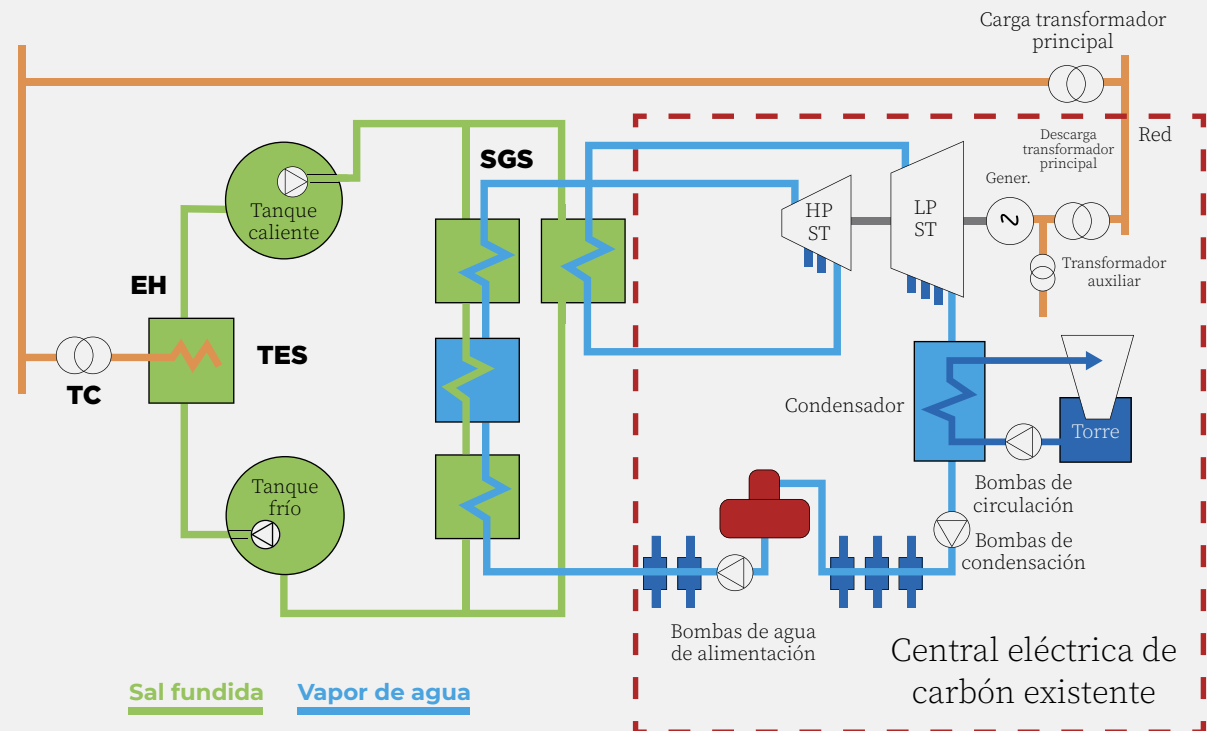 Carga transformador
principal
Red
Descarga
transformador
principal
Gener.
SGS
Tanque
caliente
HP
ST
LP
ST
Transformador
auxiliar
EH
TES
TC
Condensador
Torre
Tanque
frío
Bombas de
circulación
Bombas de
condensación
Bombas de agua
de alimentación
Central eléctrica de
carbón existente
Sal fundida
Vapor de agua